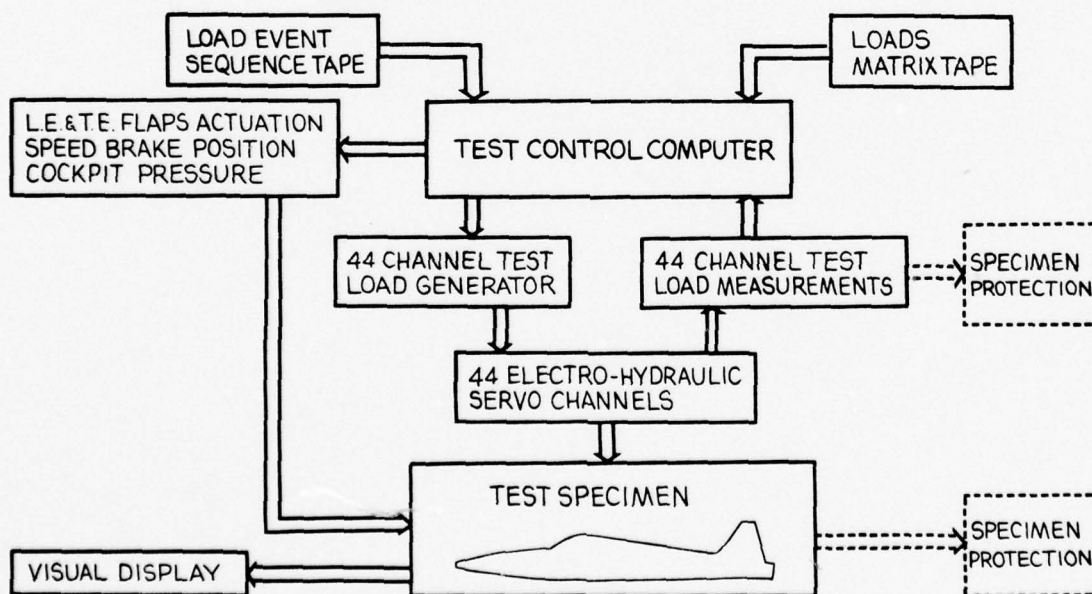 LOAD EVENT
SEQUENCE TAPE
LOADS
MATRIX TAPE
L.E. & T.E. FLAPS ACTUATION
SPEED BRAKE POSITION
COCKPIT PRESSURE
TEST CONTROL COMPUTER
44 CHANNEL TEST
LOAD GENERATOR
44 CHANNEL TEST
LOAD MEASUREMENTS
SPECIMEN
PROTECTION
44 ELECTRO-HYDRAULIC
SERVO CHANNELS
TEST SPECIMEN
SPECIMEN
PROTECTION
VISUAL DISPLAY